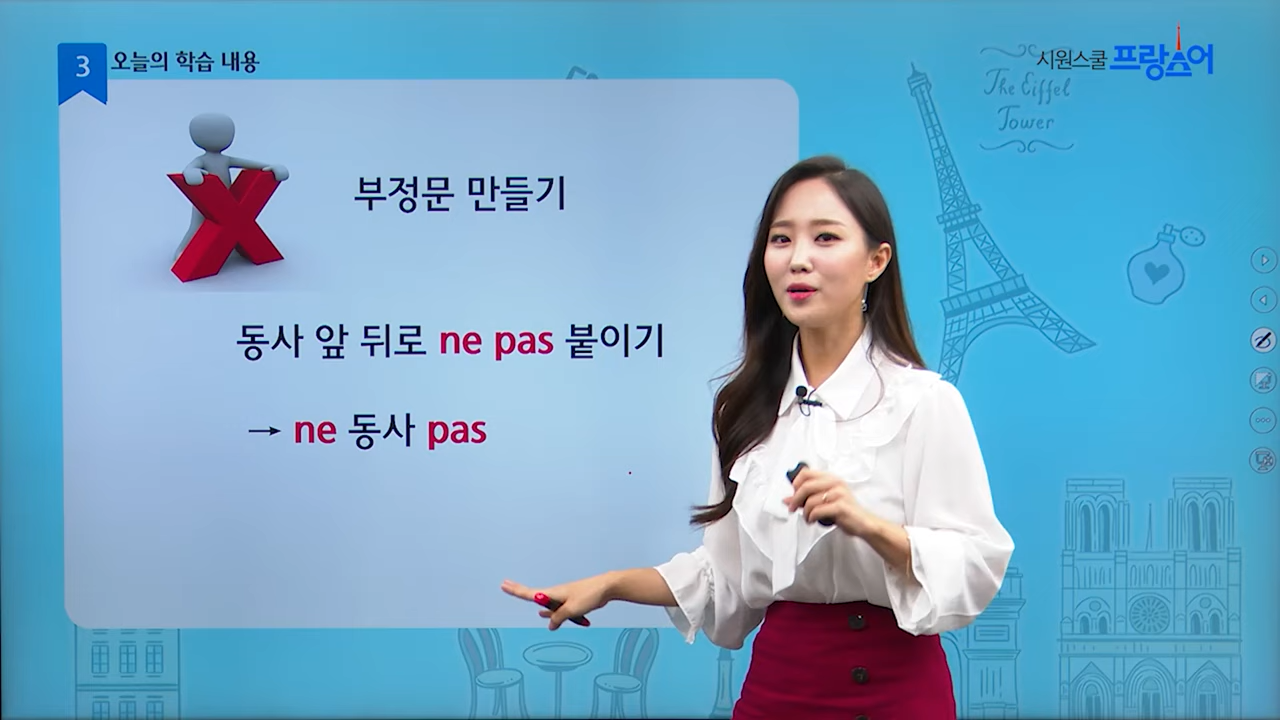 3 오늘의 학습 내용
시원스쿨 프랑스어
The Eiffel
Tower
부정문 만들기
동사 앞 뒤로 ne pas 붙이기
→ ne 동사 pas